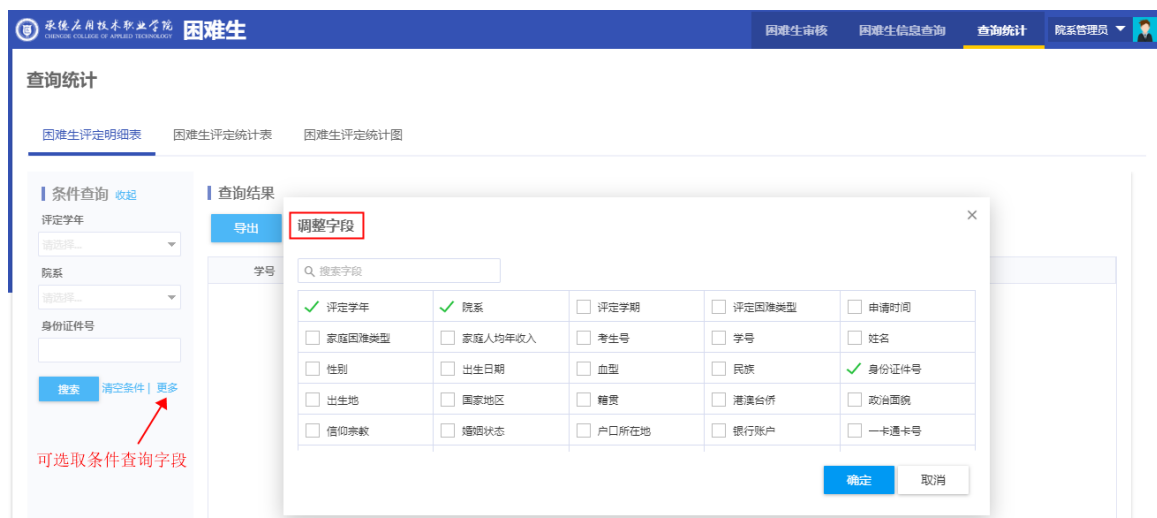 承德应用技术职业学院 困难生 困难生审核 困难生信息查询 查询统计 院系管理员
CHENGDE COLLEGE OF APPLIED TECHNOLOGY
查询统计
困难生评定明细表 困难生评定统计表 困难生评定统计图
条件查询 收起
评定学年
请选择...
院系
请选择...
身份证件号
搜索 清空条件 | 更多
可选取条件查询字段
查询结果
导出
学号
调整字段 ×
搜索字段
评定学年 院系 评定学期 评定困难类型 申请时间
家庭困难类型 家庭人均年收入 考生号 学号 姓名
性别 出生日期 血型 民族 身份证件号
出生地 国家地区 籍贯 港澳台侨 政治面貌
信仰宗教 婚姻状态 户口所在地 银行账户 一卡通卡号
确定 取消